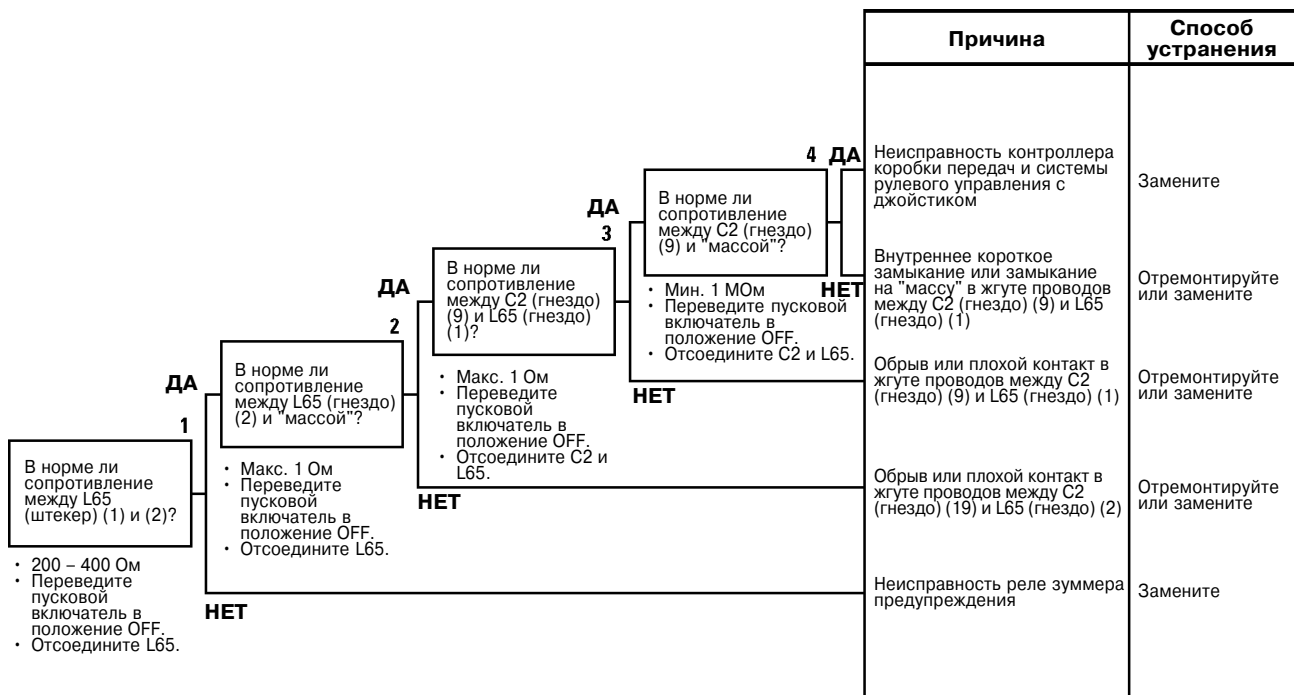 Причина
Способ
устранения
4
ДА
В норме ли
сопротивление
между C2 (гнездо)
(9) и "массой"?
Неисправность контроллера
коробки передач и системы
рулевого управления с
джойстиком
Замените
ДА
3
В норме ли
сопротивление
между C2 (гнездо)
(9) и L65 (гнездо)
(1)?
• Мин. 1 МОм
• Переведите пусковой
включатель в
положение OFF.
• Отсоедините C2 и L65.
НЕТ
Внутреннее короткое
замыкание или замыкание
на "массу" в жгуте проводов
между C2 (гнездо) (9) и L65
(гнездо) (1)
Отремонтируйте
или замените
ДА
2
В норме ли
сопротивление
между L65 (гнездо)
(2) и "массой"?
• Макс. 1 Ом
• Переведите
пусковой
включатель в
положение OFF.
• Отсоедините C2 и
L65.
НЕТ
Обрыв или плохой контакт в
жгуте проводов между C2
(гнездо) (9) и L65 (гнездо) (1)
Отремонтируйте
или замените
ДА
1
В норме ли
сопротивление
между L65
(штекер) (1) и (2)?
• Макс. 1 Ом
• Переведите
пусковой
включатель в
положение OFF.
• Отсоедините L65.
НЕТ
Обрыв или плохой контакт в
жгуте проводов между C2
(гнездо) (19) и L65 (гнездо) (2)
Отремонтируйте
или замените
• 200 – 400 Ом
• Переведите
пусковой
включатель в
положение OFF.
• Отсоедините L65.
НЕТ
Неисправность реле зуммера
предупреждения
Замените